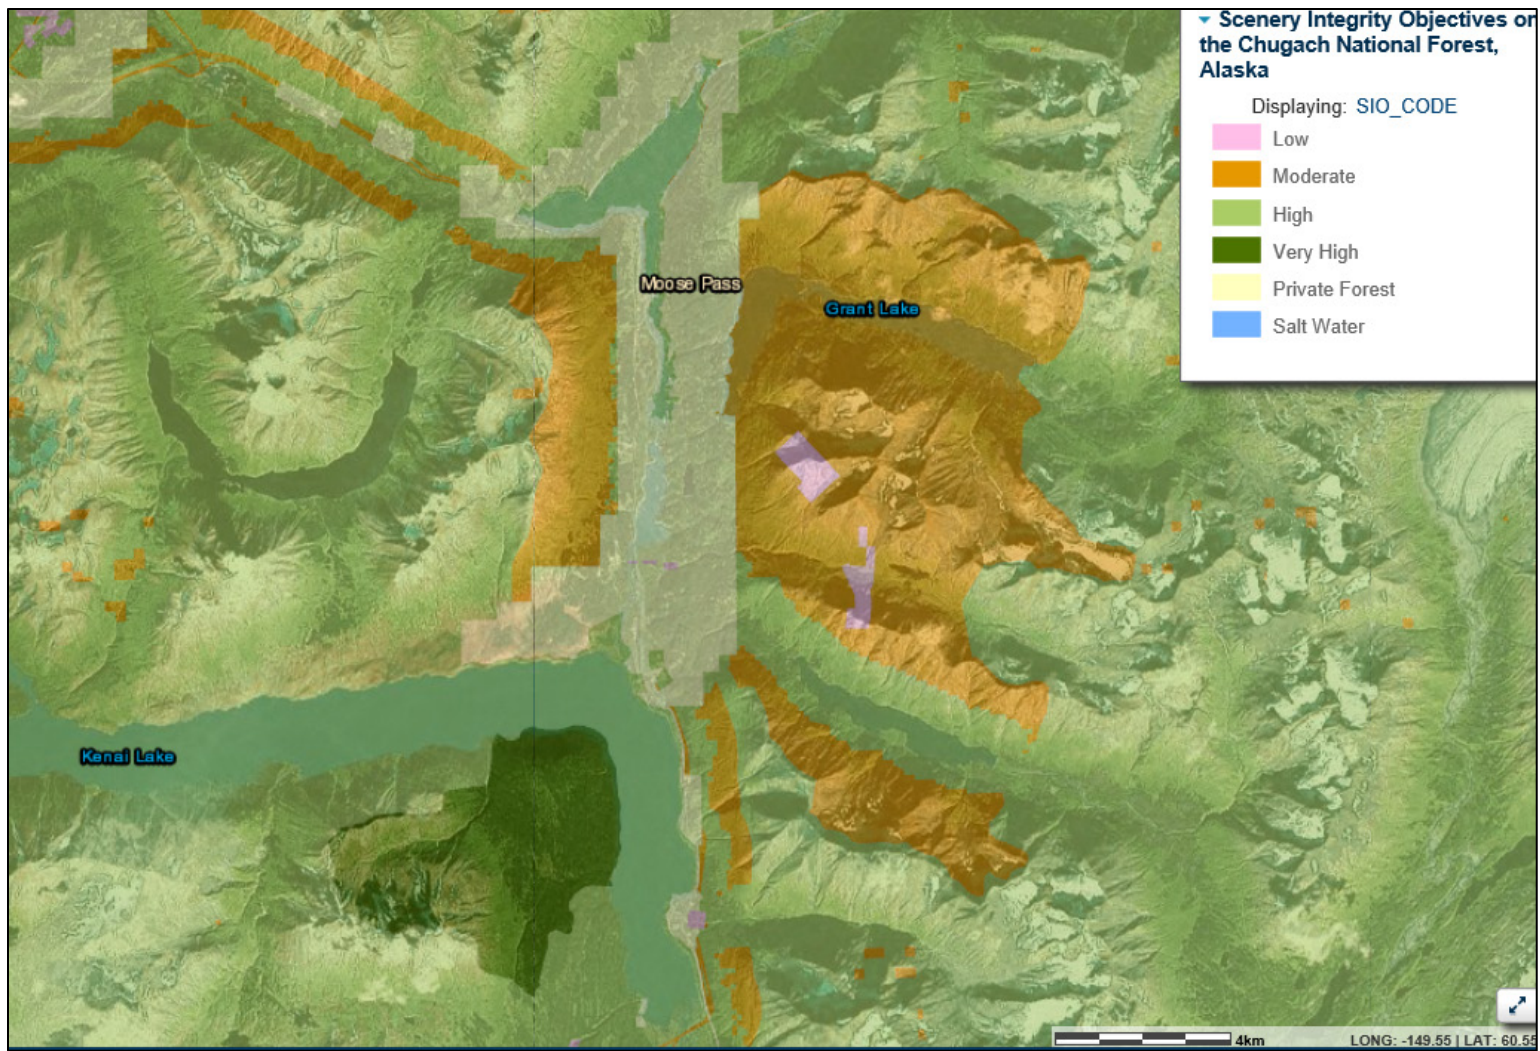 Scenery Integrity Objectives or
the Chugach National Forest,
Alaska
Displaying: SIO_CODE
Low
Moderate
High
Very High
Private Forest
Salt Water
Moose Pass
Grant Lake
Kenai Lake
4km
LONG: -149.55 | LAT: 60.55